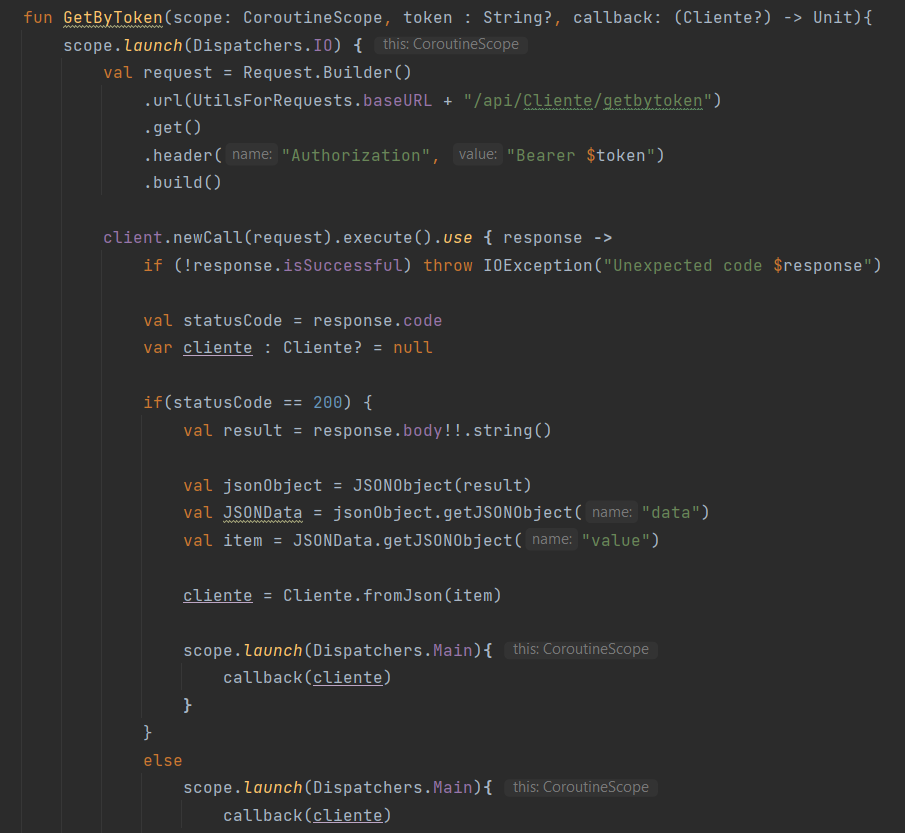 fun GetByToken(scope: CoroutineScope, token : String?, callback: (Cliente?) -> Unit){
scope.launch(Dispatchers.IO) { this: CoroutineScope
val request = Request.Builder()
.url(UtilsForRequests.baseURL + "/api/Cliente/getbytoken")
.get()
.header( name: "Authorization", value: "Bearer $token")
.build()
client.newCall(request).execute().use { response ->
if (!response.isSuccessful) throw IOException("Unexpected code $response")
val statusCode = response.code
var cliente : Cliente? = null
if(statusCode == 200) {
val result = response.body!!.string()
val jsonObject = JSONObject(result)
val JSONData = jsonObject.getJSONObject( name: "data")
val item = JSONData.getJSONObject( name: "value")
cliente = Cliente.fromJson(item)
scope.launch(Dispatchers.Main){ this: CoroutineScope
callback(cliente)
}
}
else
scope.launch(Dispatchers.Main){ this: CoroutineScope
callback(cliente)